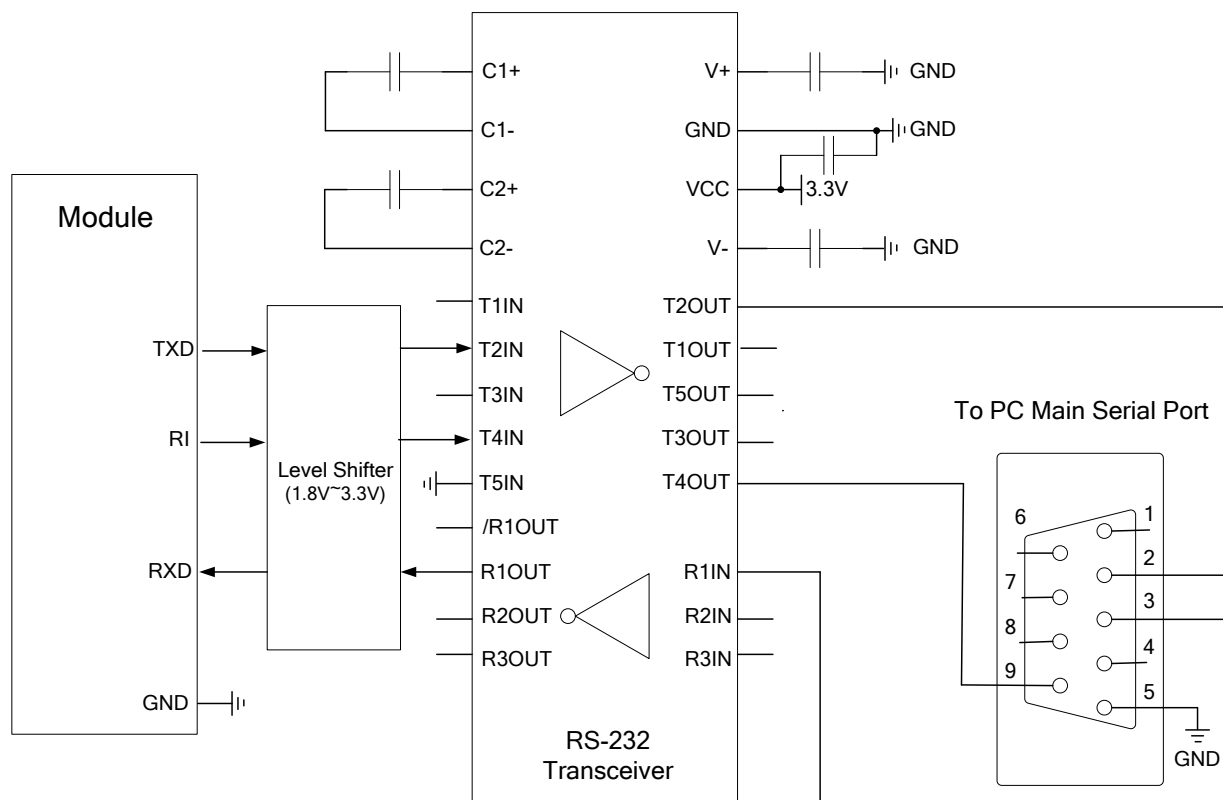 Module
TXD
RI
RXD
GND
Level Shifter
(1.8V~3.3V)
C1+
C1-
C2+
C2-
T1IN
T2IN
T3IN
T4IN
T5IN
/R1OUT
R1OUT
R2OUT
R3OUT
V+
GND
VCC
V-
T2OUT
T1OUT
T5OUT
T3OUT
T4OUT
R1IN
R2IN
R3IN
RS-232
Transceiver
GND
GND
3.3V
GND
To PC Main Serial Port
6
7
8
9
1
2
3
4
5
GND